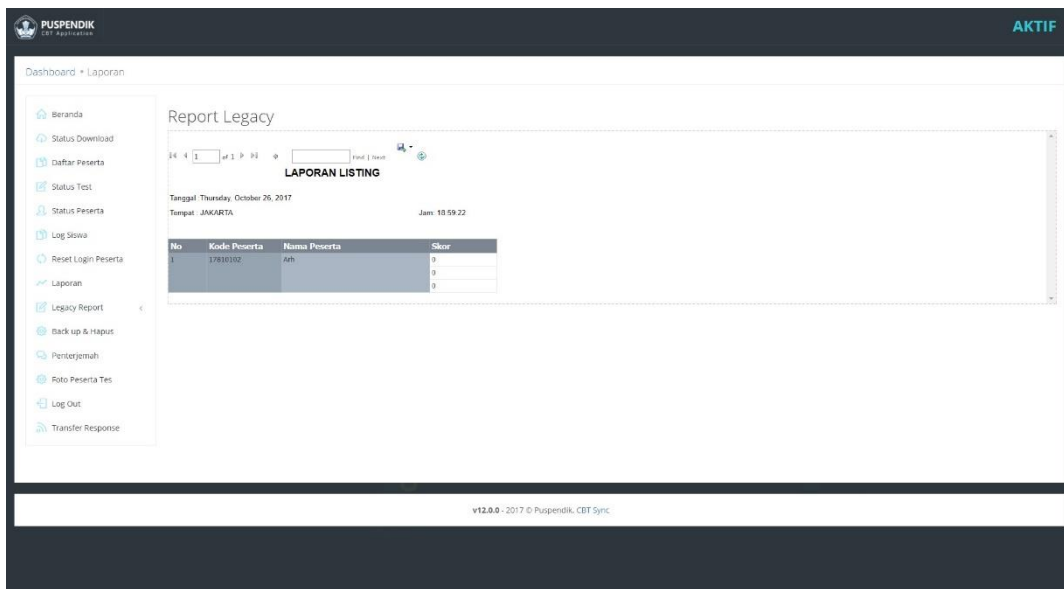 PUSPENDIK
CBT Application
AKTIF
Dashboard • Laporan
Beranda
Status Download
Daftar Peserta
Status Test
Status Peserta
Log Siswa
Reset Login Peserta
Laporan
Legacy Report
Back up & Hapus
Penterjemah
Foto Peserta Tes
Log Out
Transfer Response
Report Legacy
1 of 1 Find | Next
LAPORAN LISTING
Tanggal :Thursday, October 26, 2017
Tempat : JAKARTA Jam: 18.59.22
No Kode Peserta Nama Peserta Skor
1 17810102 Arh 0
0
0
v12.0.0 - 2017 © Puspendik. CBT Sync